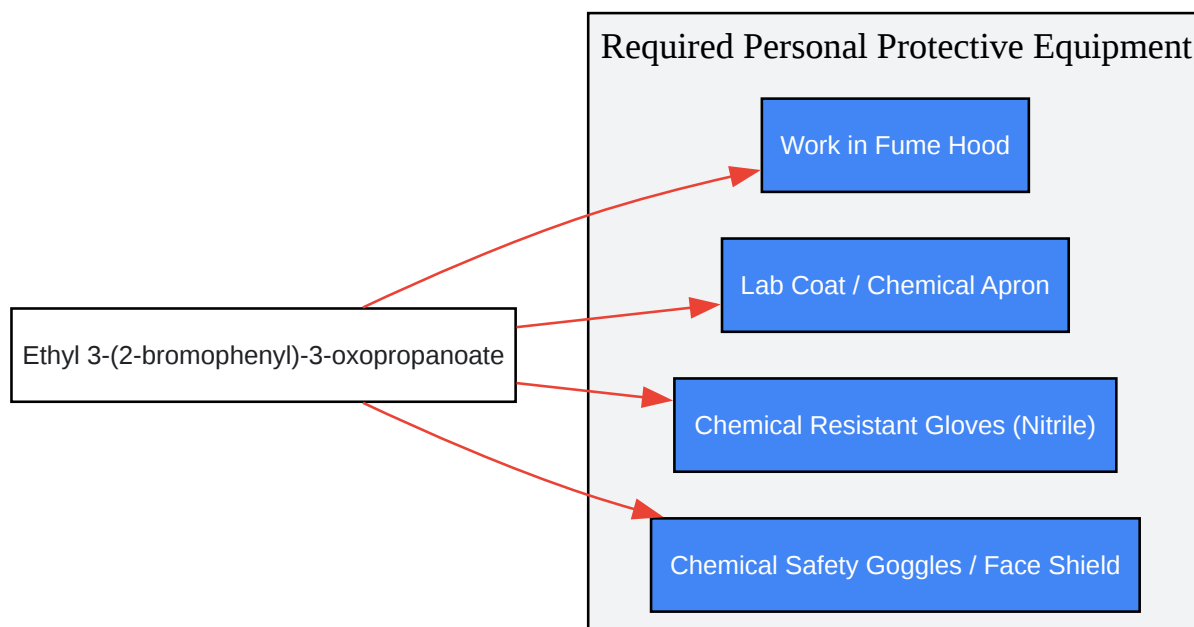 Required Personal Protective Equipment
Work in Fume Hood
Lab Coat / Chemical Apron
Ethyl 3-(2-bromophenyl)-3-oxopropanoate
Chemical Resistant Gloves (Nitrile)
Chemical Safety Goggles / Face Shield